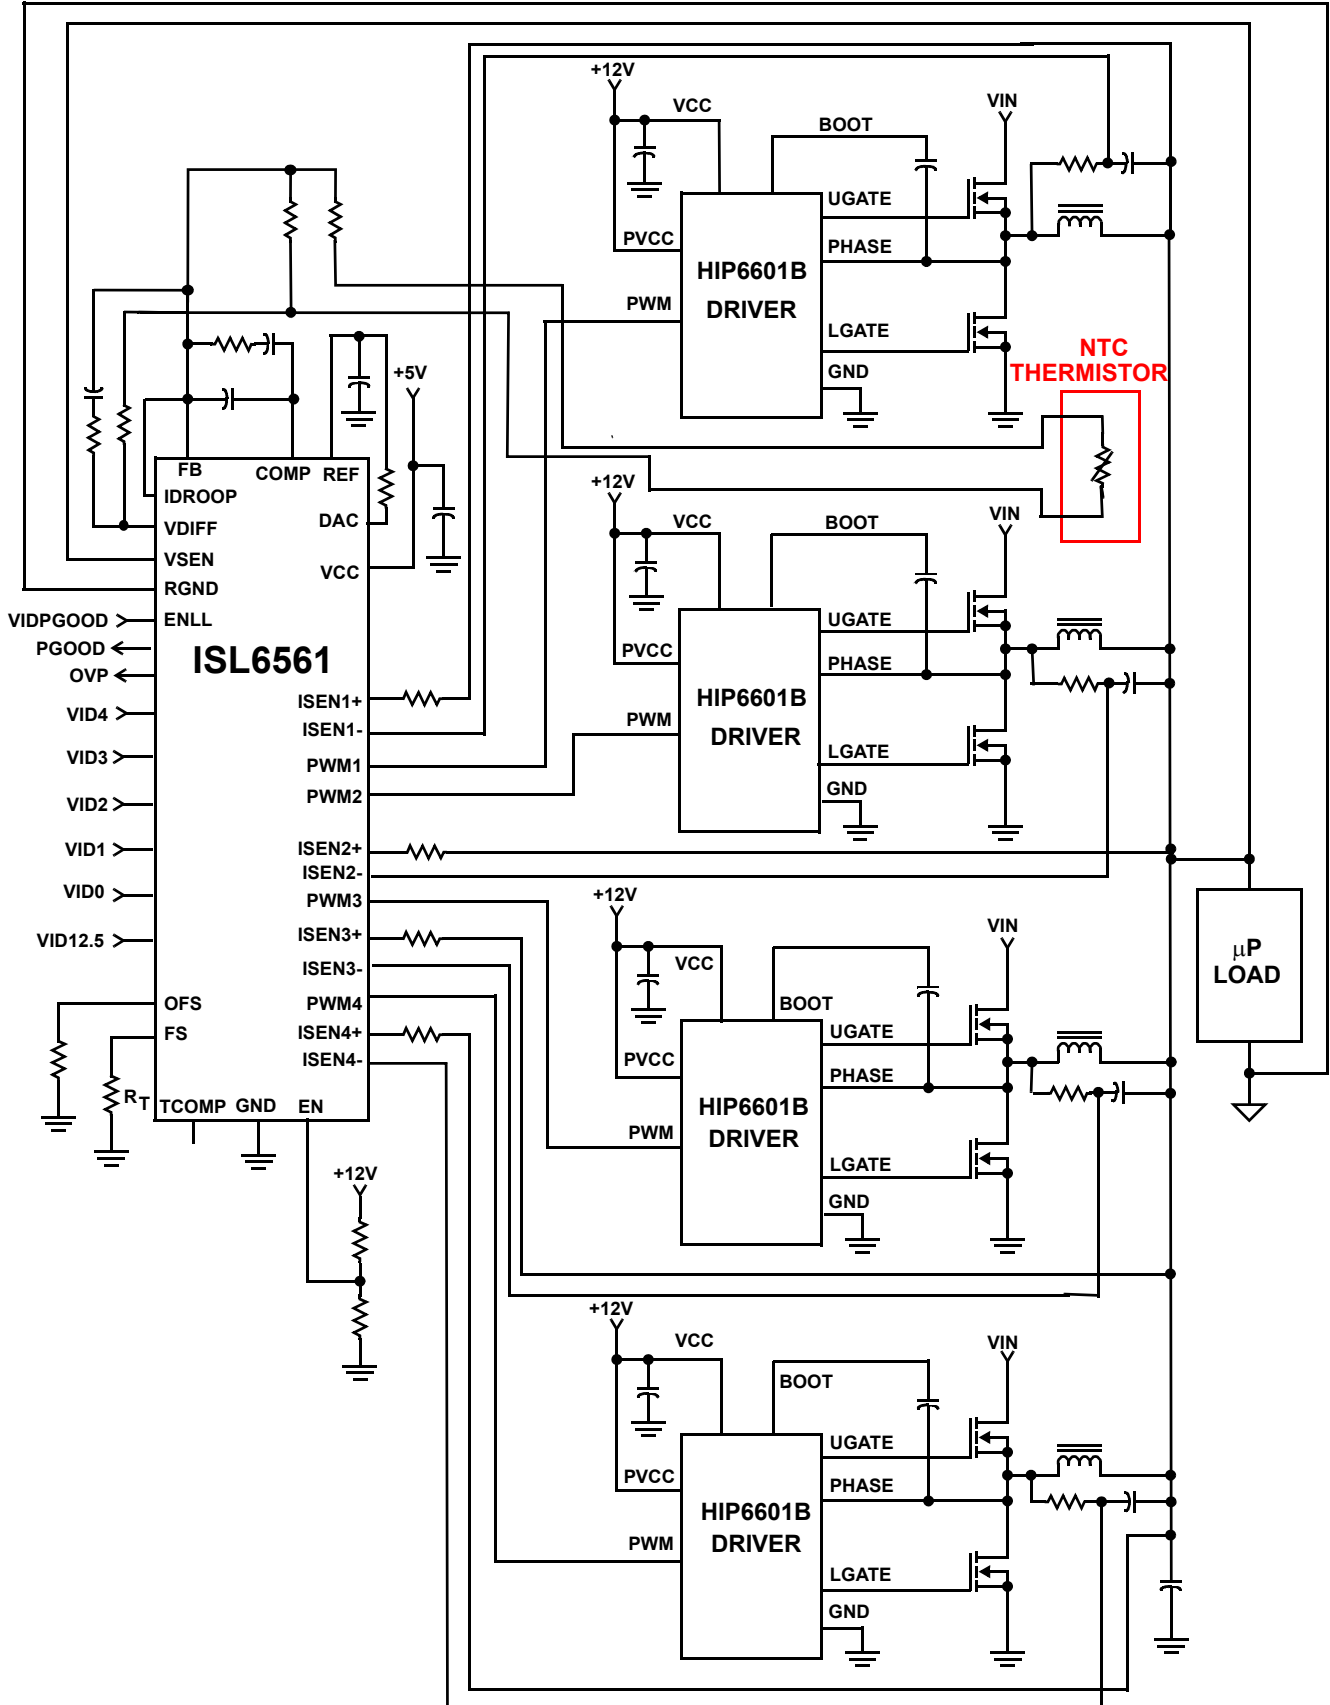 +12V
VCC
BOOT
VIN
UGATE
PVCC
PHASE
HIP6601B
DRIVER
PWM
LGATE
GND
NTC
THERMISTOR
+5V
FB
COMP
REF
IDROOP
DAC
VDIFF
VSEN
VCC
RGND
VIDPGOOD
ENLL
PGOOD
OVP
ISL6561
VID4
VID3
VID2
VID1
VID0
VID12.5
ISEN1+
ISEN1-
PWM1
PWM2
ISEN2+
ISEN2-
PWM3
ISEN3+
ISEN3-
PWM4
ISEN4+
ISEN4-
OFS
FS
RT
TCOMP
GND
EN
+12V
+12V
VCC
BOOT
VIN
UGATE
PVCC
PHASE
HIP6601B
DRIVER
PWM
LGATE
GND
µP
LOAD
+12V
VCC
BOOT
VIN
UGATE
PVCC
PHASE
HIP6601B
DRIVER
PWM
LGATE
GND
+12V
VCC
BOOT
VIN
UGATE
PVCC
PHASE
HIP6601B
DRIVER
PWM
LGATE
GND